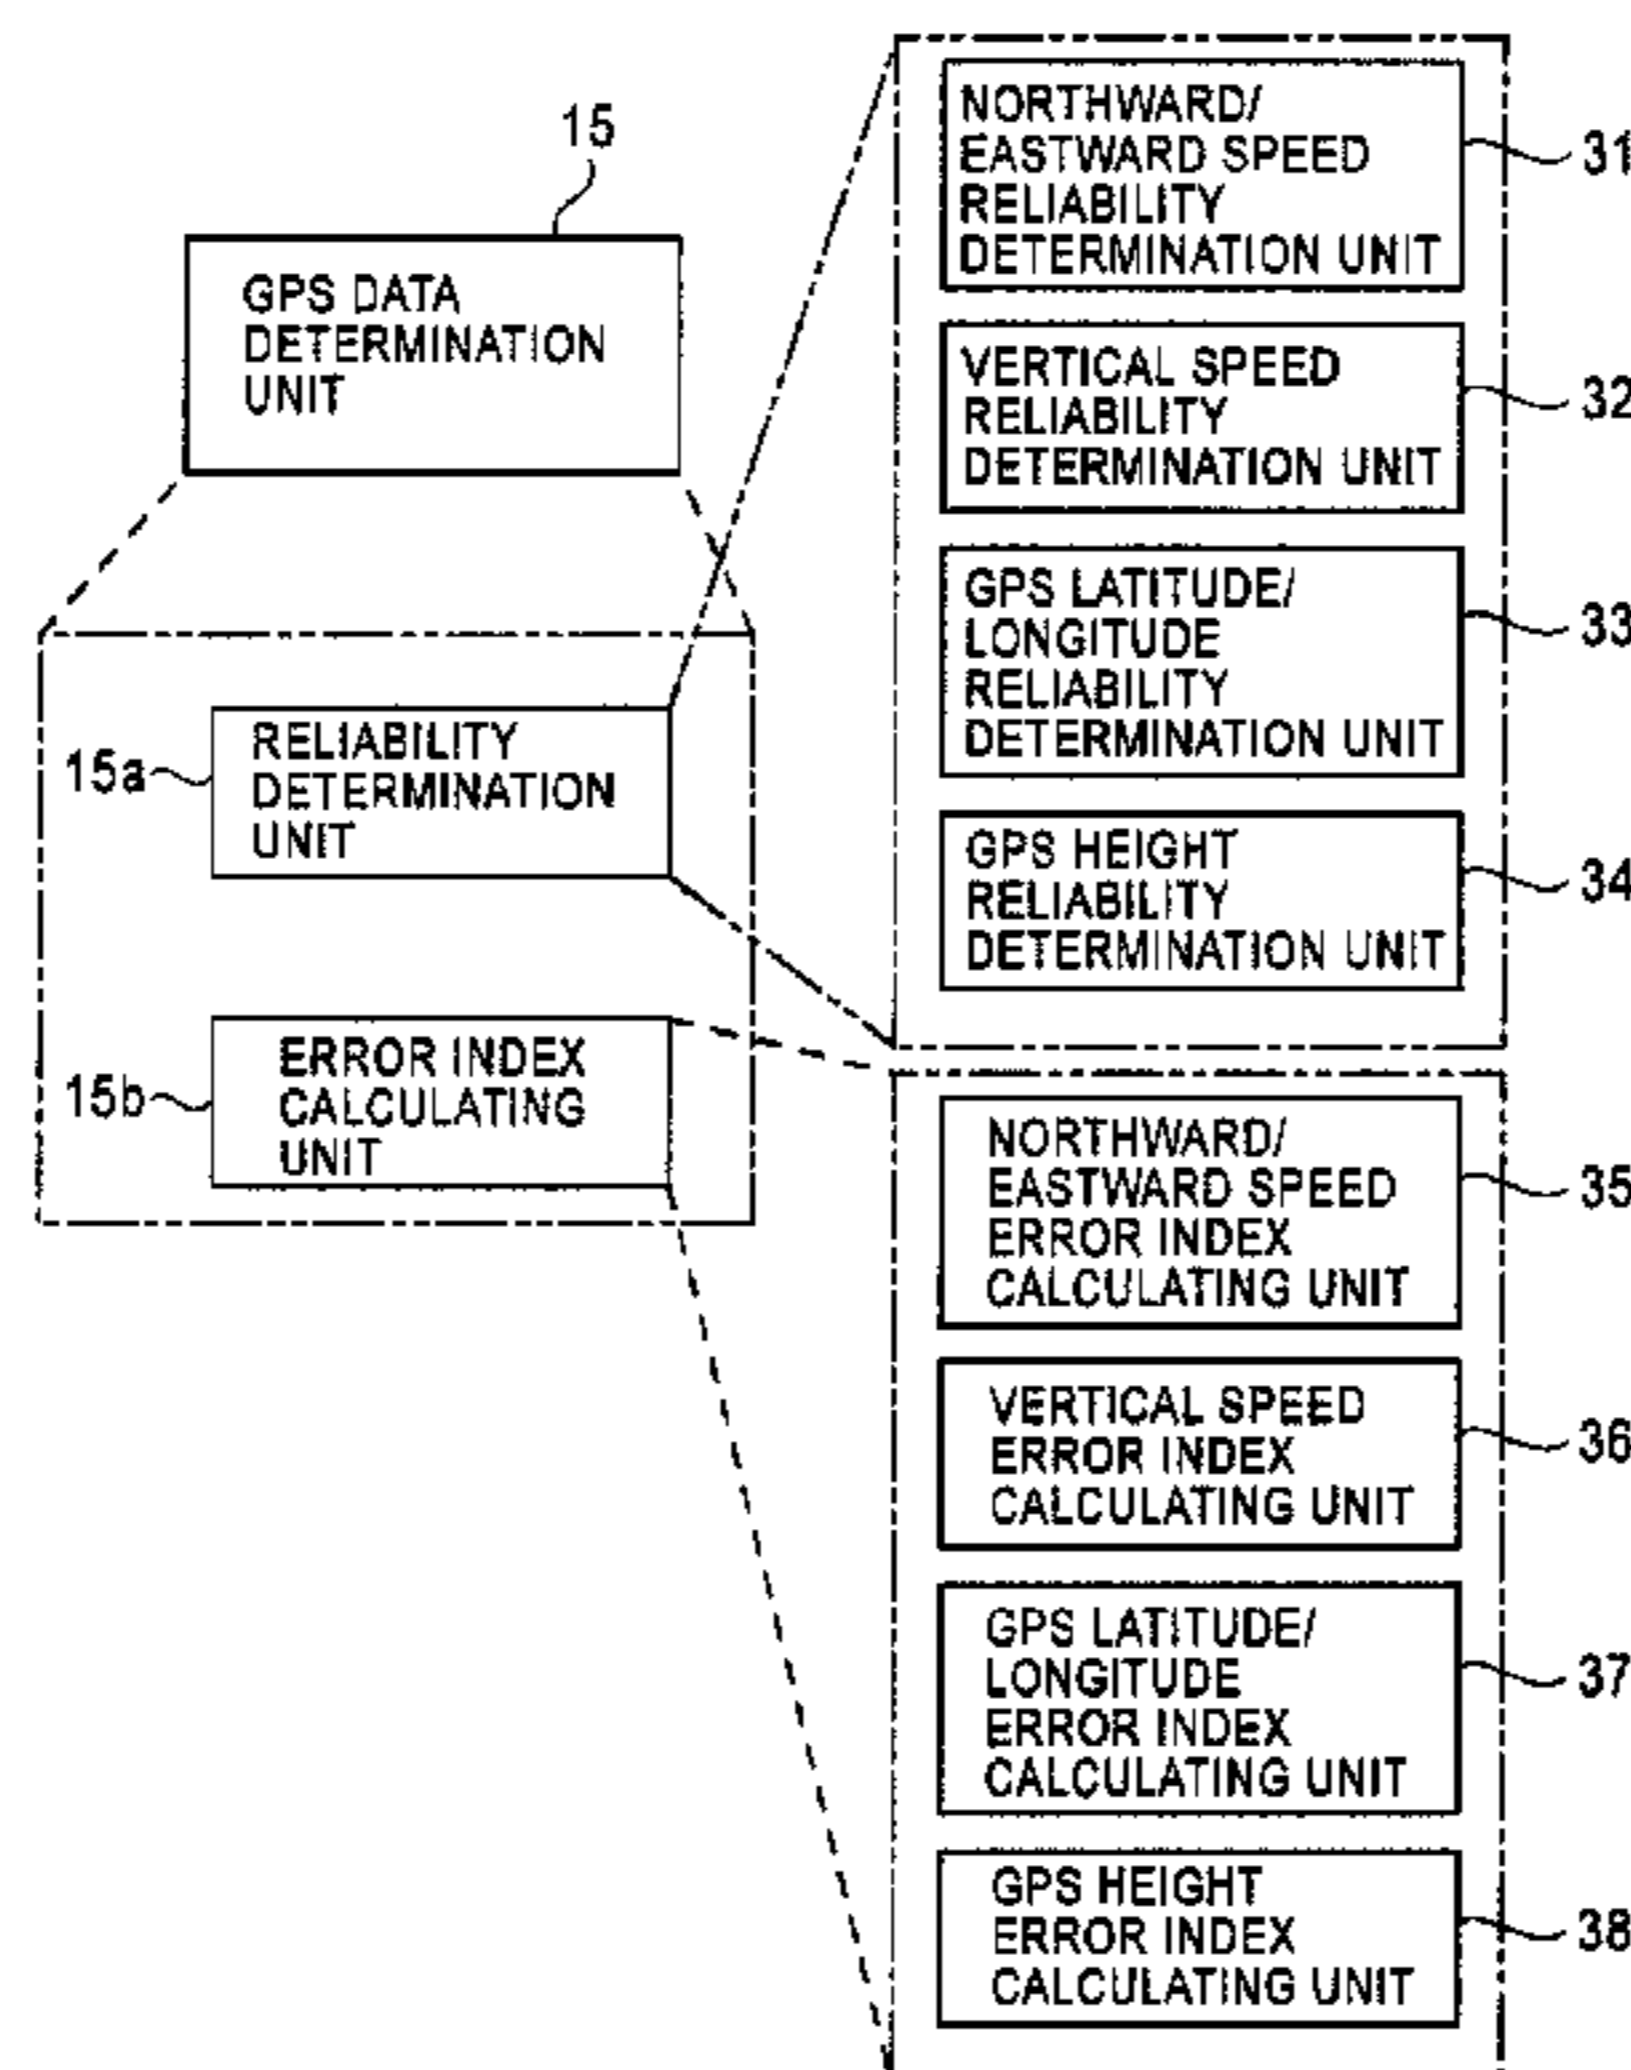 15
GPS DATA
DETERMINATION
UNIT
15a
RELIABILITY
DETERMINATION
UNIT
15b
ERROR INDEX
CALCULATING
UNIT
NORTHWARD/
EASTWARD SPEED
RELIABILITY
DETERMINATION UNIT
31
VERTICAL SPEED
RELIABILITY
DETERMINATION UNIT
32
GPS LATITUDE/
LONGITUDE
RELIABILITY
DETERMINATION UNIT
33
GPS HEIGHT
RELIABILITY
DETERMINATION UNIT
34
NORTHWARD/
EASTWARD SPEED
ERROR INDEX
CALCULATING UNIT
35
VERTICAL SPEED
ERROR INDEX
CALCULATING UNIT
36
GPS LATITUDE/
LONGITUDE
ERROR INDEX
CALCULATING UNIT
37
GPS HEIGHT
ERROR INDEX
CALCULATING UNIT
38